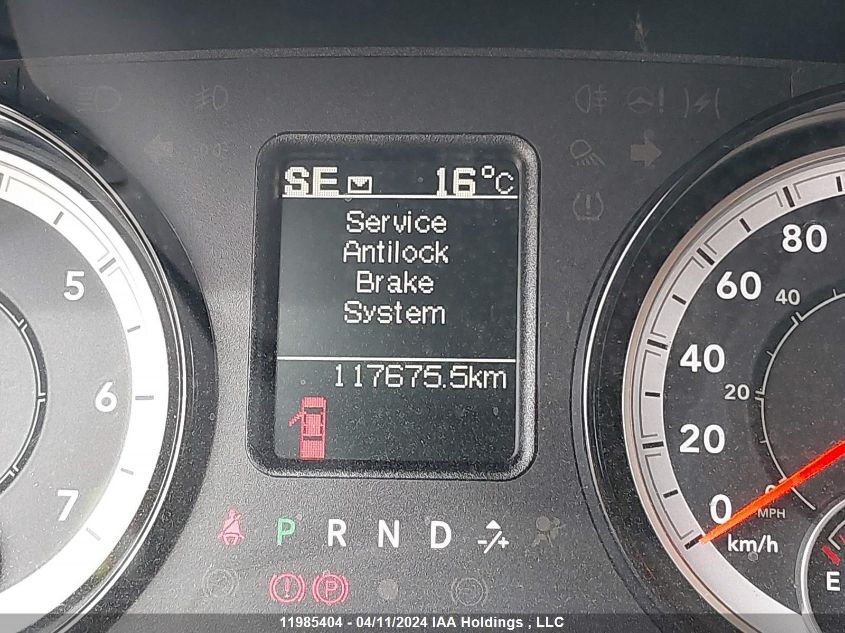 SE 16°C
Service
Antilock
Brake
System
117675.5km
5
6
7
80
60
40
20
0
km/h
40
20
0
MPH
E
P R N D -/+
P
11985404 - 04/11/2024 IAA Holdings , LLC